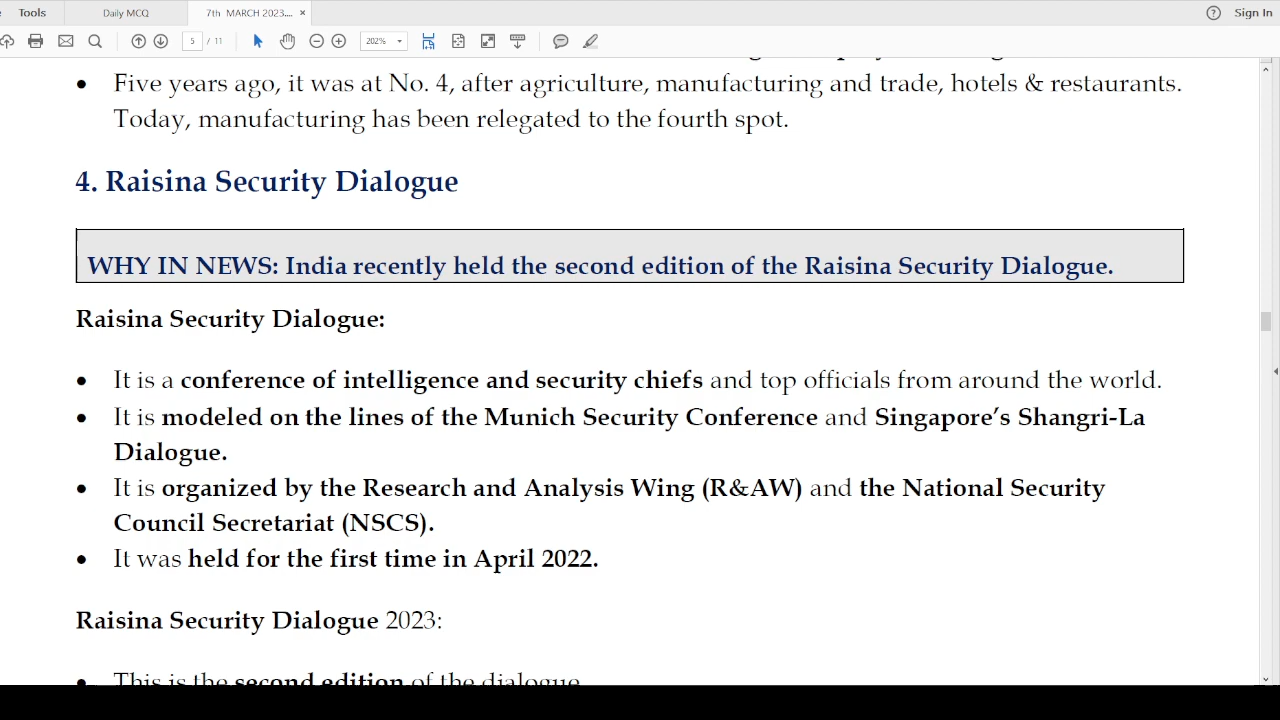 Tools Daily MCQ 7th MARCH 2023.... × ? Sign In
5 / 11 202%
• Five years ago, it was at No. 4, after agriculture, manufacturing and trade, hotels & restaurants.
Today, manufacturing has been relegated to the fourth spot.
4. Raisina Security Dialogue
WHY IN NEWS: India recently held the second edition of the Raisina Security Dialogue.
Raisina Security Dialogue:
• It is a conference of intelligence and security chiefs and top officials from around the world.
• It is modeled on the lines of the Munich Security Conference and Singapore’s Shangri-La
Dialogue.
• It is organized by the Research and Analysis Wing (R&AW) and the National Security
Council Secretariat (NSCS).
• It was held for the first time in April 2022.
Raisina Security Dialogue 2023:
• This is the second edition of the dialogue